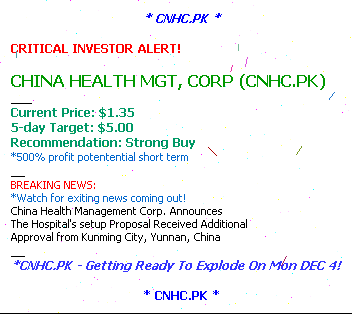 * CNHC.PK *
CRITICAL INVESTOR ALERT!
CHINA HEALTH MGT, CORP (CNHC.PK)
Current Price: $1.35
5-day Target: $5.00
Recommendation: Strong Buy
*500% profit potentential short term
BREAKING NEWS:
*Watch for exiting news coming out!
China Health Management Corp. Announces
The Hospital's setup Proposal Received Additional
Approval from Kunming City, Yunnan, China
*CNHC.PK - Getting Ready To Explode On Mon DEC 4!
* CNHC.PK *